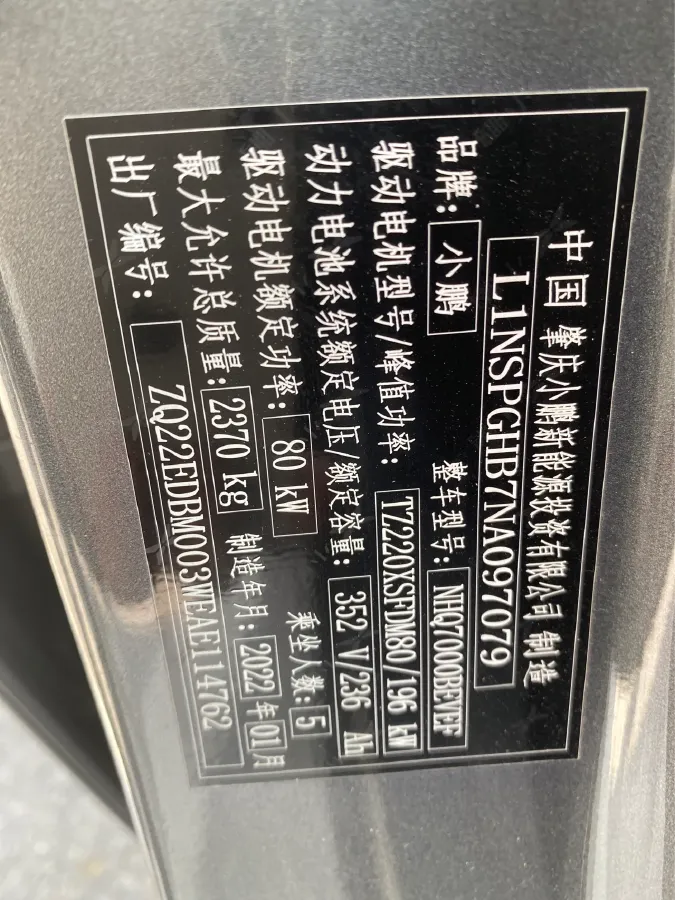 中国 肇庆小鹏新能源投资有限公司 制造
L1NSPGHB7NA097079
品牌: 小鹏 整车型号: NHQ7000BEVEF
驱动电机型号/峰值功率: TZ220XSFDM80/196 kW
动力电池系统额定电压/额定容量: 352 V/236 Ah
驱动电机额定功率: 80 kW 乘坐人数: 5
最大允许总质量: 2370 kg 制造年月: 2022 年01月
出厂编号: ZQ22EDBM003WEAE114762